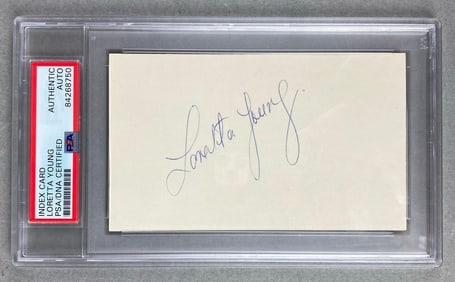 INDEX CARD
LORETTA YOUNG
PSA/DNA CERTIFIED
AUTHENTIC
AUTO
84268750
PSA
Loretta Young